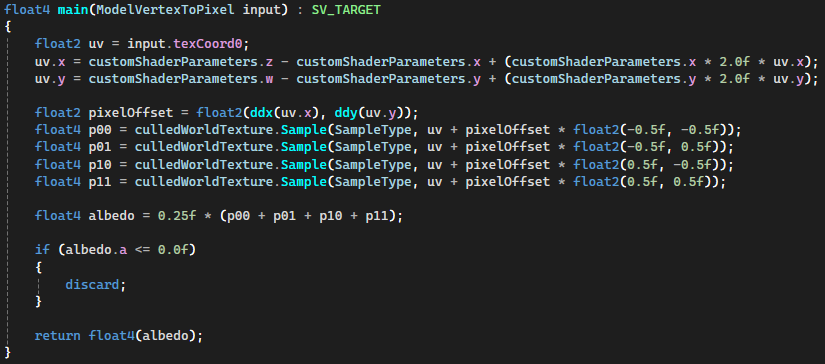 float4 main(ModelVertexToPixel input) : SV_TARGET
{
float2 uv = input.texCoord0;
uv.x = customShaderParameters.z - customShaderParameters.x + (customShaderParameters.x * 2.0f * uv.x);
uv.y = customShaderParameters.w - customShaderParameters.y + (customShaderParameters.y * 2.0f * uv.y);
float2 pixelOffset = float2(ddx(uv.x), ddy(uv.y));
float4 p00 = culledWorldTexture.Sample(SampleType, uv + pixelOffset * float2(-0.5f, -0.5f));
float4 p01 = culledWorldTexture.Sample(SampleType, uv + pixelOffset * float2(-0.5f, 0.5f));
float4 p10 = culledWorldTexture.Sample(SampleType, uv + pixelOffset * float2(0.5f, -0.5f));
float4 p11 = culledWorldTexture.Sample(SampleType, uv + pixelOffset * float2(0.5f, 0.5f));
float4 albedo = 0.25f * (p00 + p01 + p10 + p11);
if (albedo.a <= 0.0f)
{
discard;
}
return float4(albedo);
}